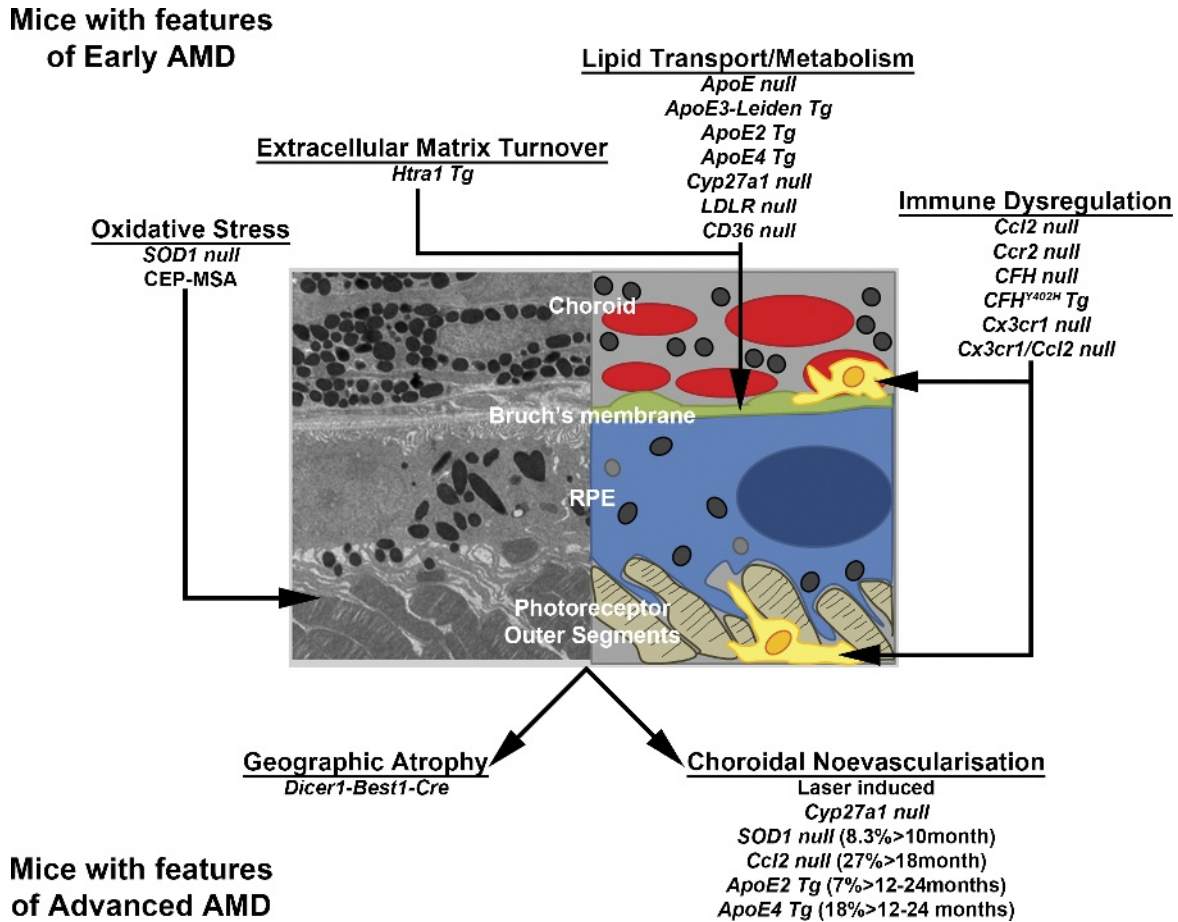 Mice with features
of Early AMD
Lipid Transport/Metabolism
ApoE null
ApoE3-Leiden Tg
ApoE2 Tg
ApoE4 Tg
Cyp27a1 null
LDLR null
CD36 null
Extracellular Matrix Turnover
Htra1 Tg
Immune Dysregulation
Ccl2 null
Ccr2 null
CFH null
CFH^Y402H Tg
Cx3cr1 null
Cx3cr1/Ccl2 null
Oxidative Stress
SOD1 null
CEP-MSA
Choroid
Bruch's membrane
RPE
Photoreceptor
Outer Segments
Geographic Atrophy
Dicer1-Best1-Cre
Choroidal Noevascularisation
Laser induced
Cyp27a1 null
SOD1 null (8.3%>10month)
Ccl2 null (27%>18month)
ApoE2 Tg (7%>12-24months)
ApoE4 Tg (18%>12-24 months)
Mice with features
of Advanced AMD